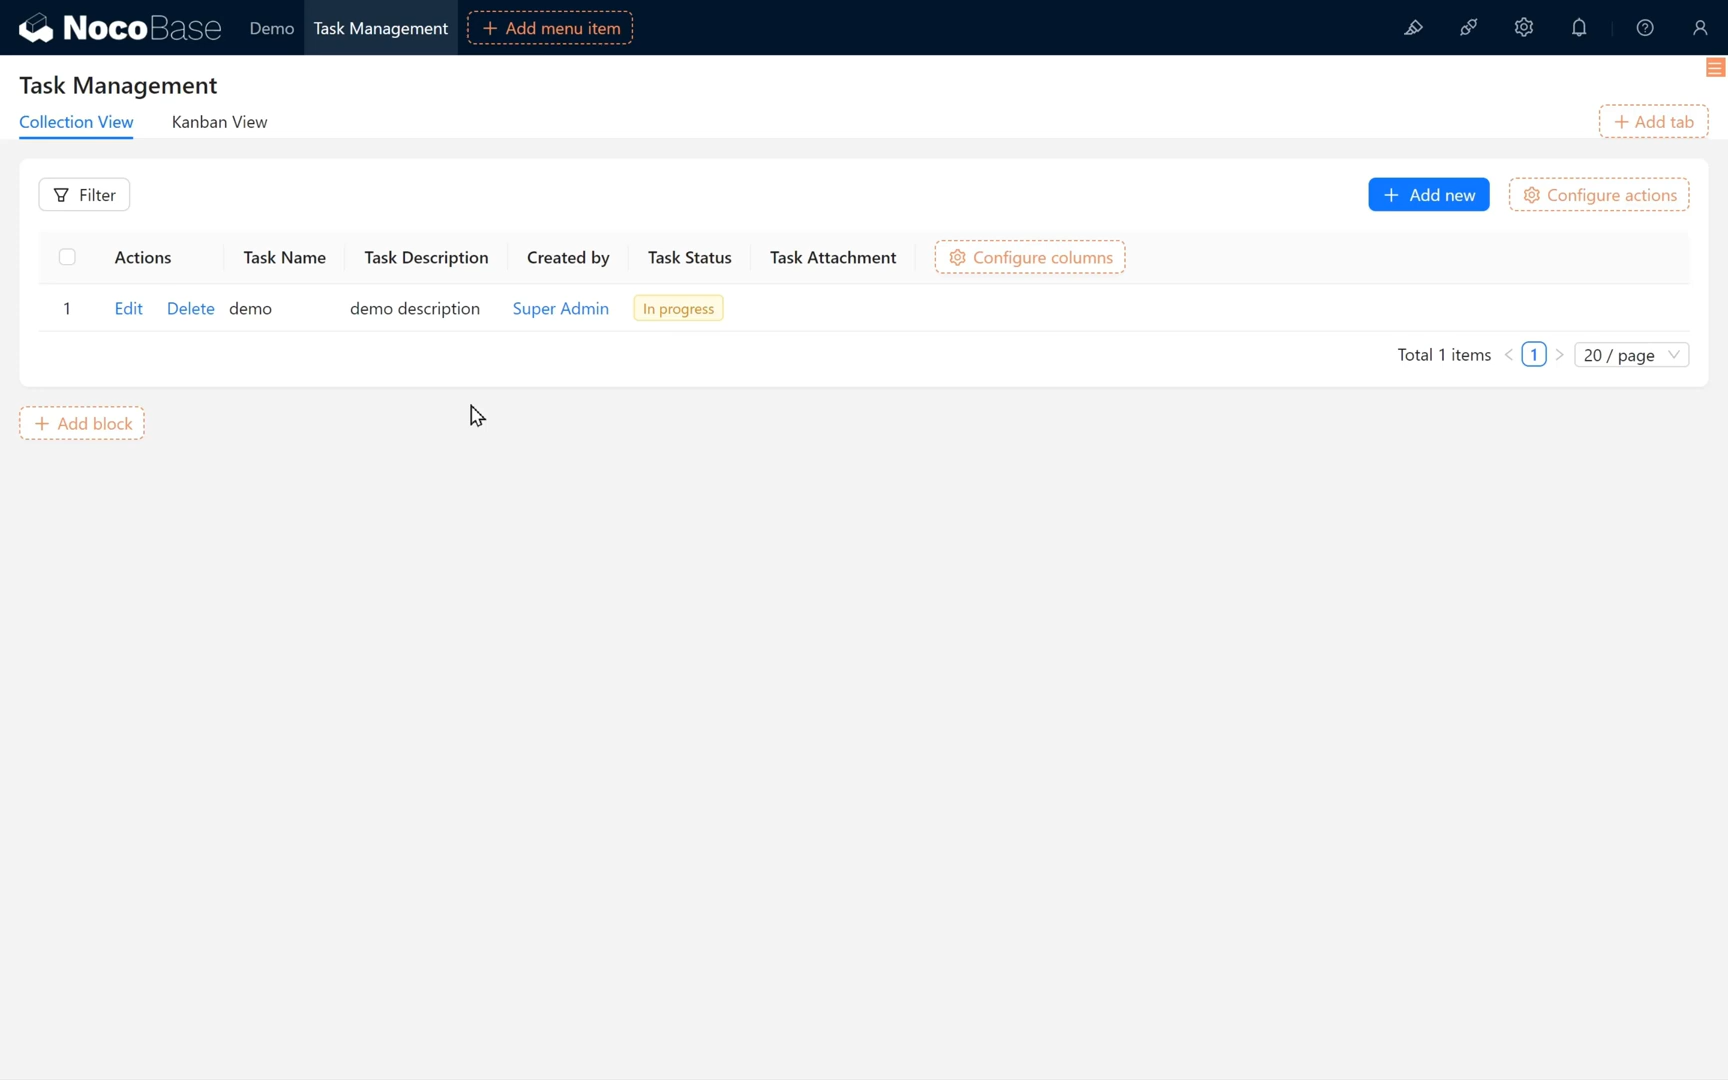 NocoBase Demo Task Management + Add menu item
Task Management
Collection View Kanban View + Add tab
Filter + Add new Configure actions
Actions Task Name Task Description Created by Task Status Task Attachment Configure columns
1 Edit Delete demo demo description Super Admin In progress
Total 1 items < 1 > 20 / page
+ Add block